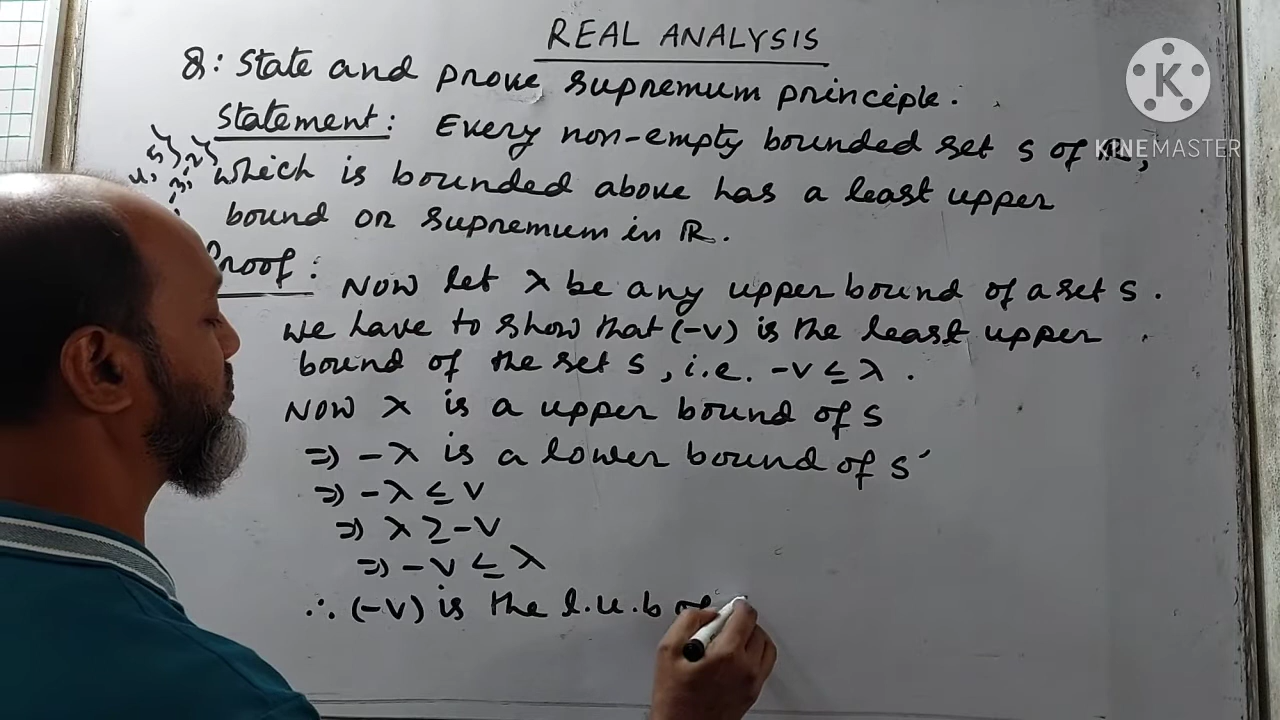 REAL ANALYSIS
Q: State and prove supremum principle.
Statement: Every non-empty bounded set S of ℝ,
which is bounded above has a least upper
bound or supremum in ℝ.
Proof: Now let λ be any upper bound of a set S.
We have to show that (-v) is the least upper
bound of the set S, i.e. -v ≤ λ.
Now λ is a upper bound of S
⇒ -λ is a lower bound of S'
⇒ -λ ≤ v
⇒ λ ≥ -v
⇒ -v ≤ λ
∴ (-v) is the l.u.b of
K
KINEMASTER